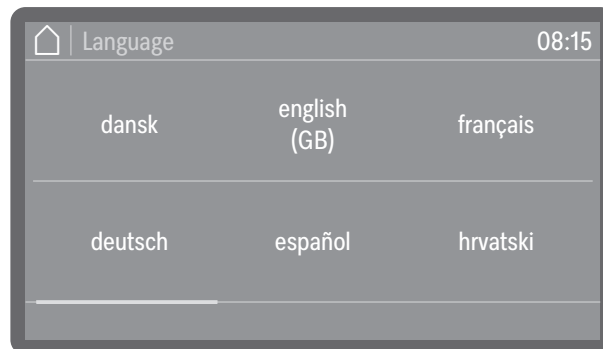 Language 08:15
dansk english (GB) français
deutsch español hrvatski